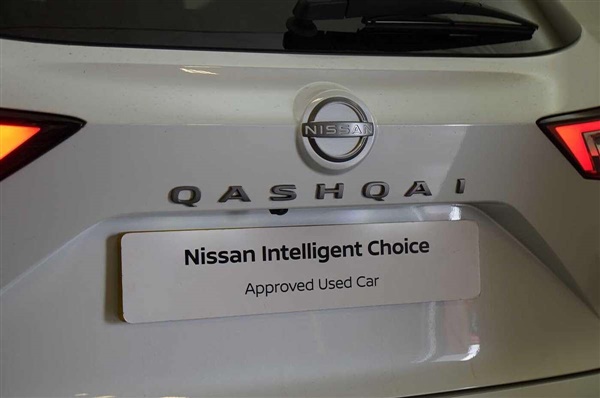 NISSAN
QASHQAI
Nissan Intelligent Choice
Approved Used Car